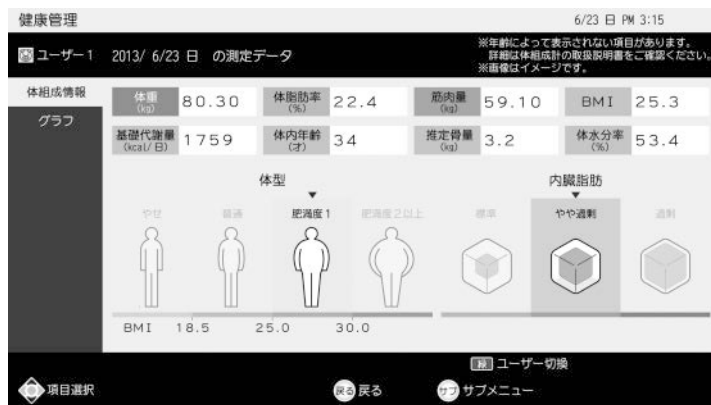 健康管理
6/23 日 PM 3:15
ユーザー1 2013/ 6/23 日 の測定データ
※年齢によって表示されない項目があります。
詳細は体組成計の取扱説明書をご確認ください。
※画像はイメージです。
体組成情報
グラフ
体重 (kg) 80.30 体脂肪率 (%) 22.4 筋肉量 (kg) 59.10 BMI 25.3
基礎代謝量 (kcal/日) 1759 体内年齢 (才) 34 推定骨量 (kg) 3.2 体水分率 (%) 53.4
体型 内臓脂肪
やせ 普通 肥満度1 肥満度2以上 標準 やや過剰 過剰
BMI 18.5 25.0 30.0
緑 ユーザー切換
項目選択 戻る 戻る サブ サブメニュー